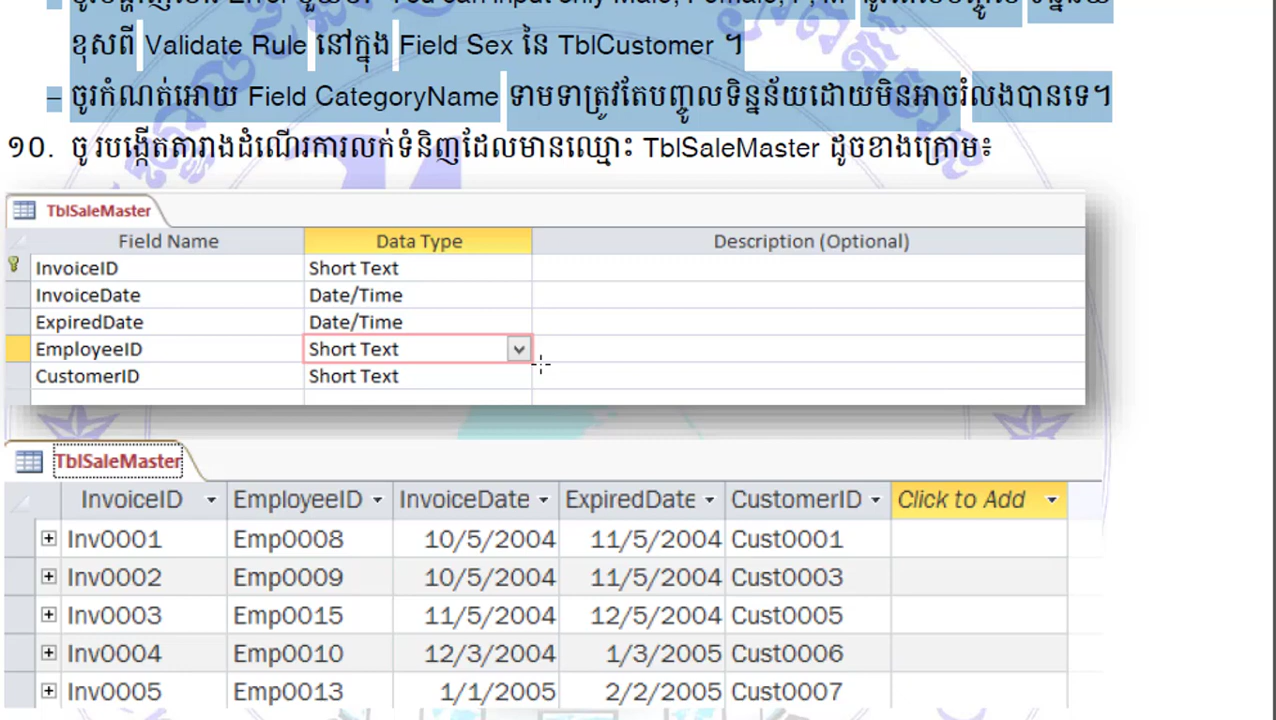 ខុសពី Validate Rule នៅក្នុង Field Sex នៃ TblCustomer ។
– ចូរកំណត់អោយ Field CategoryName ទាមទាត្រូវតែបញ្ចូលទិន្នន័យដោយមិនអាចរំលងបានទេ។
១០. ចូរបង្កើតតារាងដំណើរការលក់ទំនិញដែលមានឈ្មោះ TblSaleMaster ដូចខាងក្រោម៖
TblSaleMaster
Field Name Data Type Description (Optional)
InvoiceID Short Text
InvoiceDate Date/Time
ExpiredDate Date/Time
EmployeeID Short Text
CustomerID Short Text
TblSaleMaster
InvoiceID EmployeeID InvoiceDate ExpiredDate CustomerID Click to Add
Inv0001 Emp0008 10/5/2004 11/5/2004 Cust0001
Inv0002 Emp0009 10/5/2004 11/5/2004 Cust0003
Inv0003 Emp0015 11/5/2004 12/5/2004 Cust0005
Inv0004 Emp0010 12/3/2004 1/3/2005 Cust0006
Inv0005 Emp0013 1/1/2005 2/2/2005 Cust0007